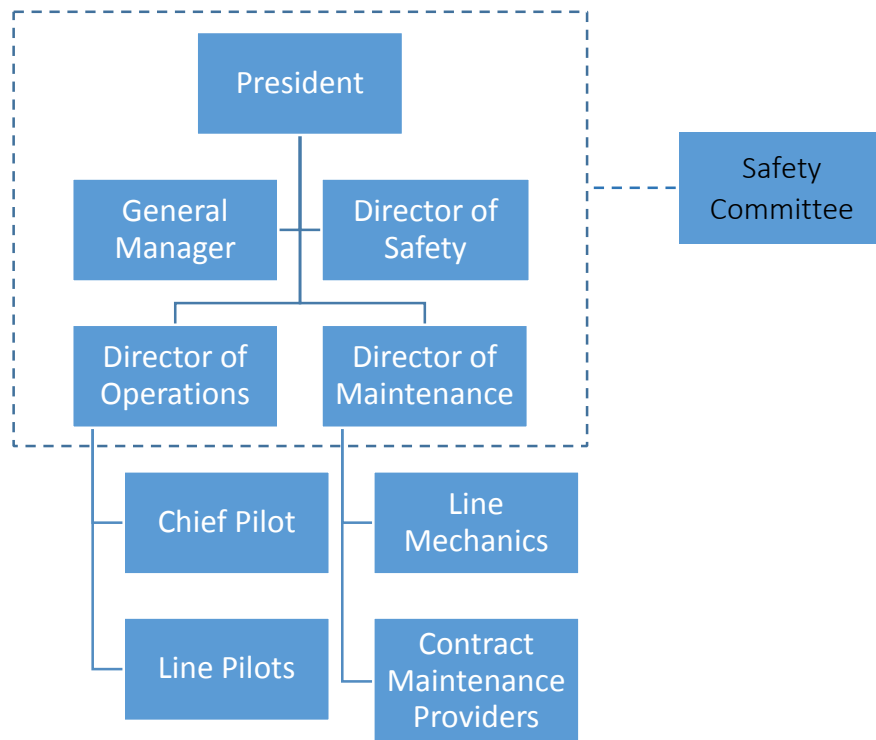 President
Safety
Committee
General
Manager
Director of
Safety
Director of
Operations
Director of
Maintenance
Chief Pilot
Line
Mechanics
Line Pilots
Contract
Maintenance
Providers